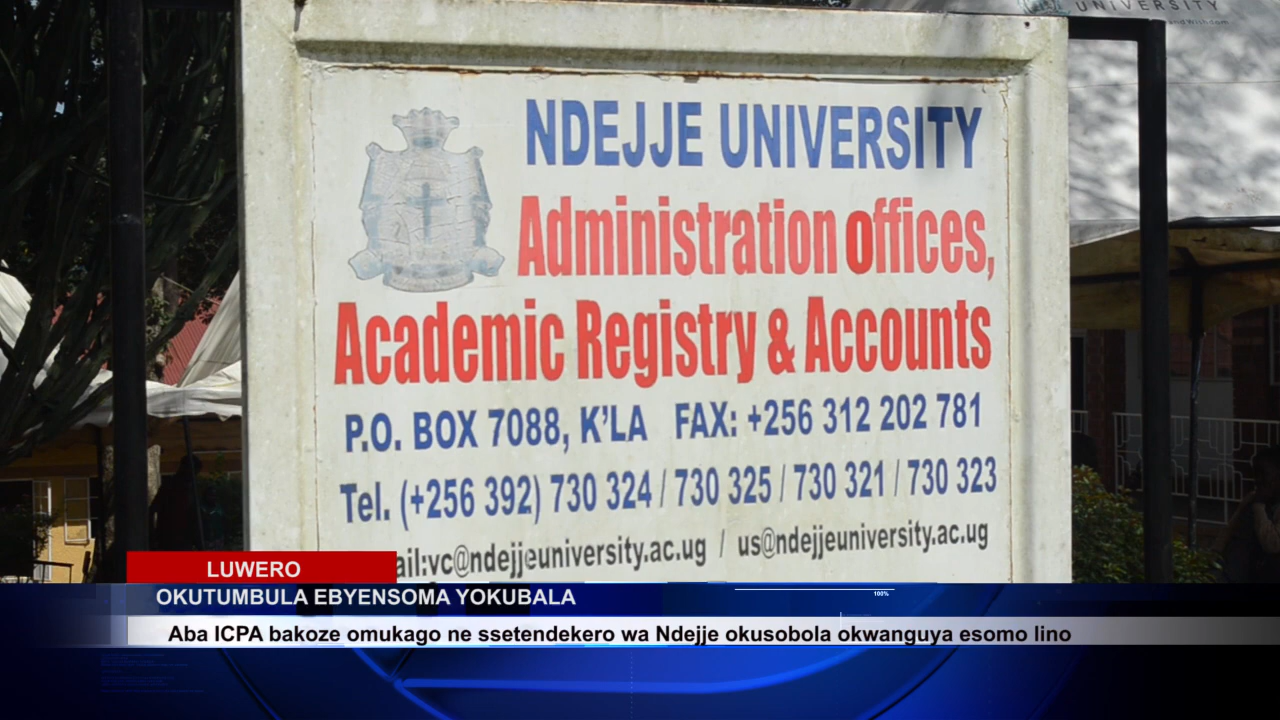 UNIVERSITY
NDEJJE UNIVERSITY
Administration offices,
Academic Registry & Accounts
P.O. BOX 7088, K'LA FAX: +256 312 202 781
Tel. (+256 392) 730 324 / 730 325 / 730 321 / 730 323
ail:vc@ndejjeuniversity.ac.ug / us@ndejjeuniversity.ac.ug
LUWERO
OKUTUMBULA EBYENSOMA YOKUBALA
100%
Aba ICPA bakoze omukago ne ssetendekero wa Ndejje okusobola okwanguya esomo lino